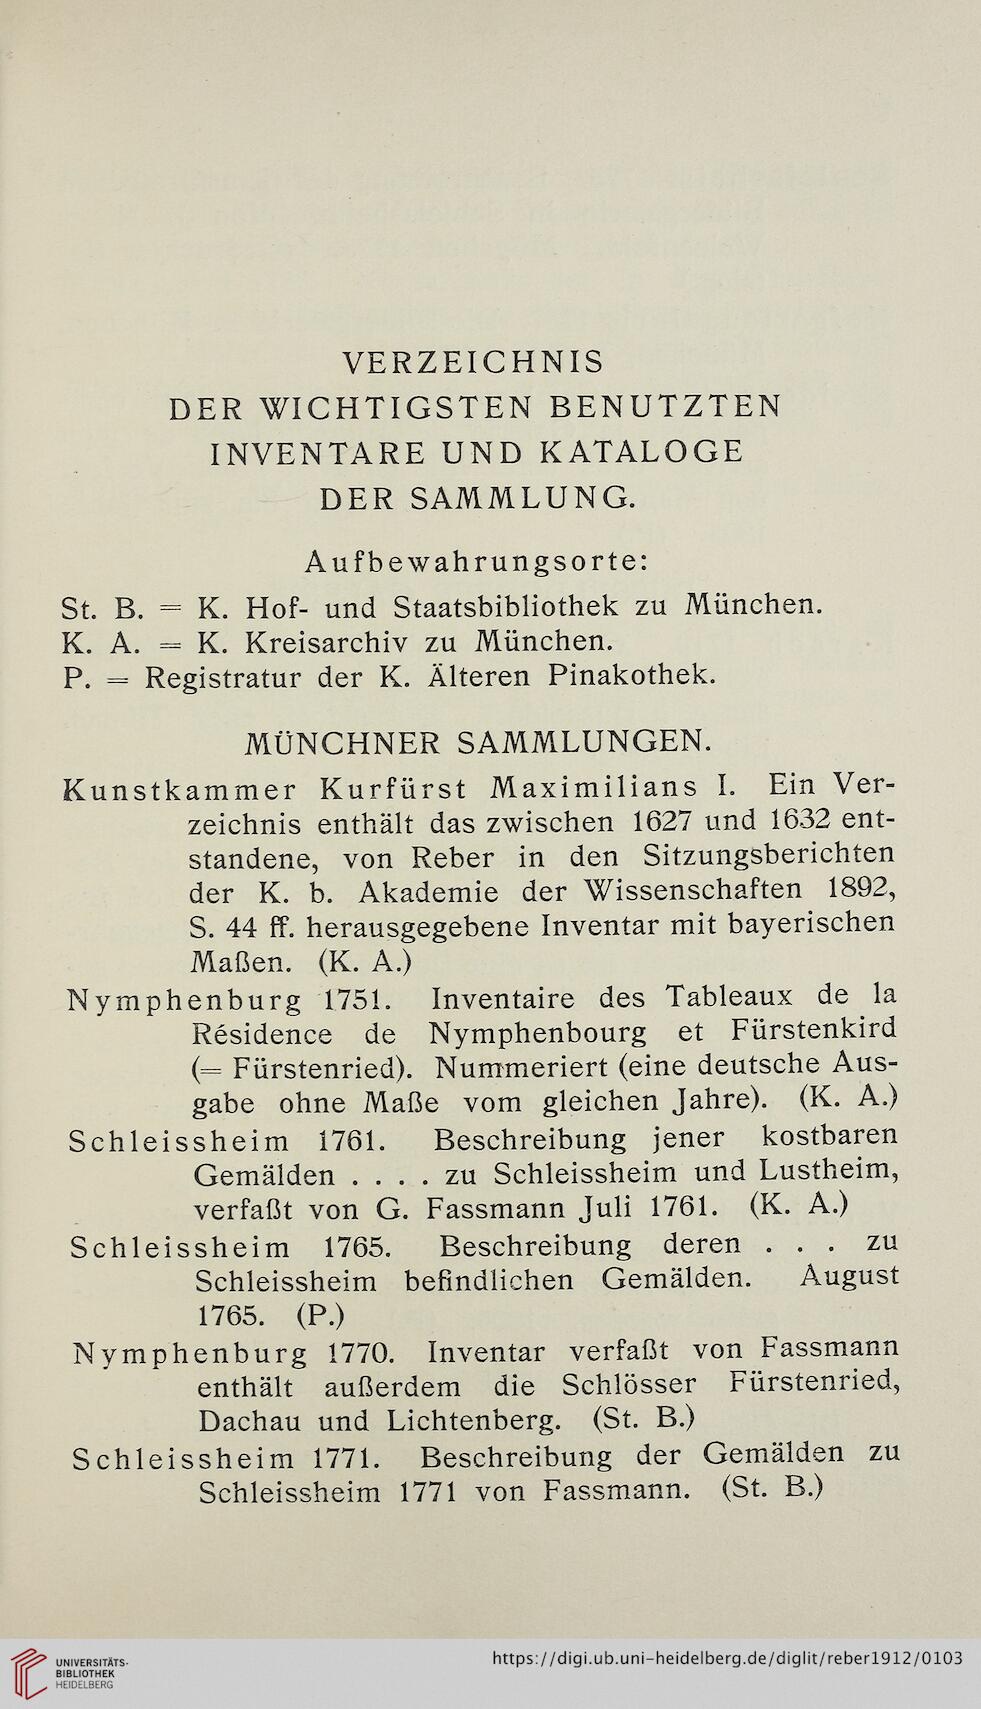 VERZEICHNIS
DER WICHTIGSTEN BENUTZTEN
INVENTARE UND KATALOGE
DER SAMMLUNG.
Aufbewahrungsorte:
St. B. = K. Hof- und Staatsbibliothek zu München.
K. A. = K. Kreisarchiv zu München.
P. = Registratur der K. Älteren Pinakothek.
MÜNCHNER SAMMLUNGEN.
Kunstkammer Kurfürst Maximilians I. Ein Ver-
zeichnis enthält das zwischen 1627 und 1632 ent-
standene, von Reber in den Sitzungsberichten
der K. b. Akademie der Wissenschaften 1892,
S. 44 ff. herausgegebene Inventar mit bayerischen
Maßen. (K. A.)
Nymphenburg 1751. Inventaire des Tableaux de la
Résidence de Nymphenbourg et Fürstenkird
(= Fürstenried). Nummeriert (eine deutsche Aus-
gabe ohne Maße vom gleichen Jahre). (K. A.)
Schleissheim 1761. Beschreibung jener kostbaren
Gemälden . . . . zu Schleissheim und Lustheim,
verfaßt von G. Fassmann Juli 1761. (K. A.)
Schleissheim 1765. Beschreibung deren . . . zu
Schleissheim befindlichen Gemälden. August
1765. (P.)
Nymphenburg 1770. Inventar verfaßt von Fassmann
enthält außerdem die Schlösser Fürstenried,
Dachau und Lichtenberg. (St. B.)
Schleissheim 1771. Beschreibung der Gemälden zu
Schleissheim 1771 von Fassmann. (St. B.)
UNIVERSITÄTS-
BIBLIOTHEK
HEIDELBERG
https://digi.ub.uni-heidelberg.de/diglit/reber1912/0103